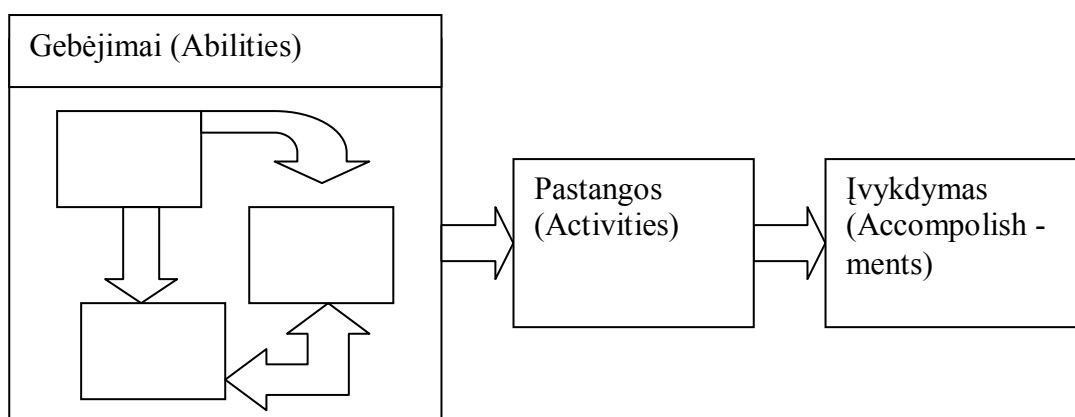 Gebėjimai (Abilities)
Pastangos
(Activities)
Įvykdymas
(Accompolish -
ments)